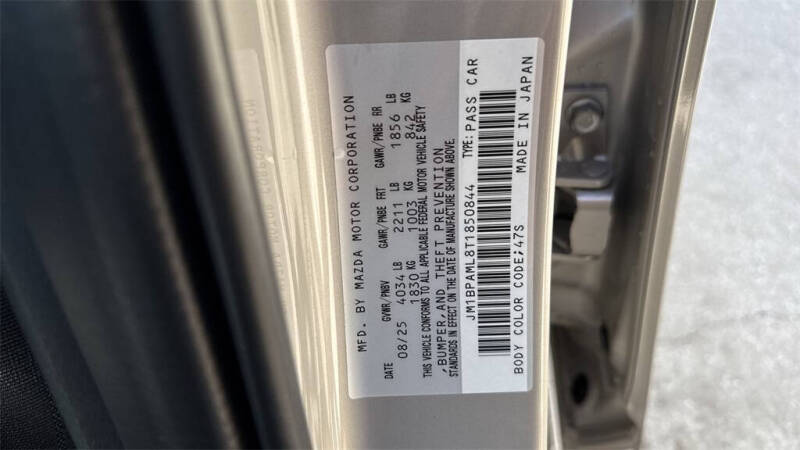 MFD. BY MAZDA MOTOR CORPORATION
DATE GVWR/PNBV GAWR/PNBE FRT GAWR/PNBE RR
08/25 4034 LB 2211 LB 1856 LB
1830 KG 1003 KG 842 KG
THIS VEHICLE CONFORMS TO ALL APPLICABLE FEDERAL MOTOR VEHICLE SAFETY
,BUMPER,AND THEFT PREVENTION
STANDARDS IN EFFECT ON THE DATE OF MANUFACTURE SHOWN ABOVE.
JM1BPAML8T1850844 TYPE:PASS CAR
BODY COLOR CODE;47S MADE IN JAPAN